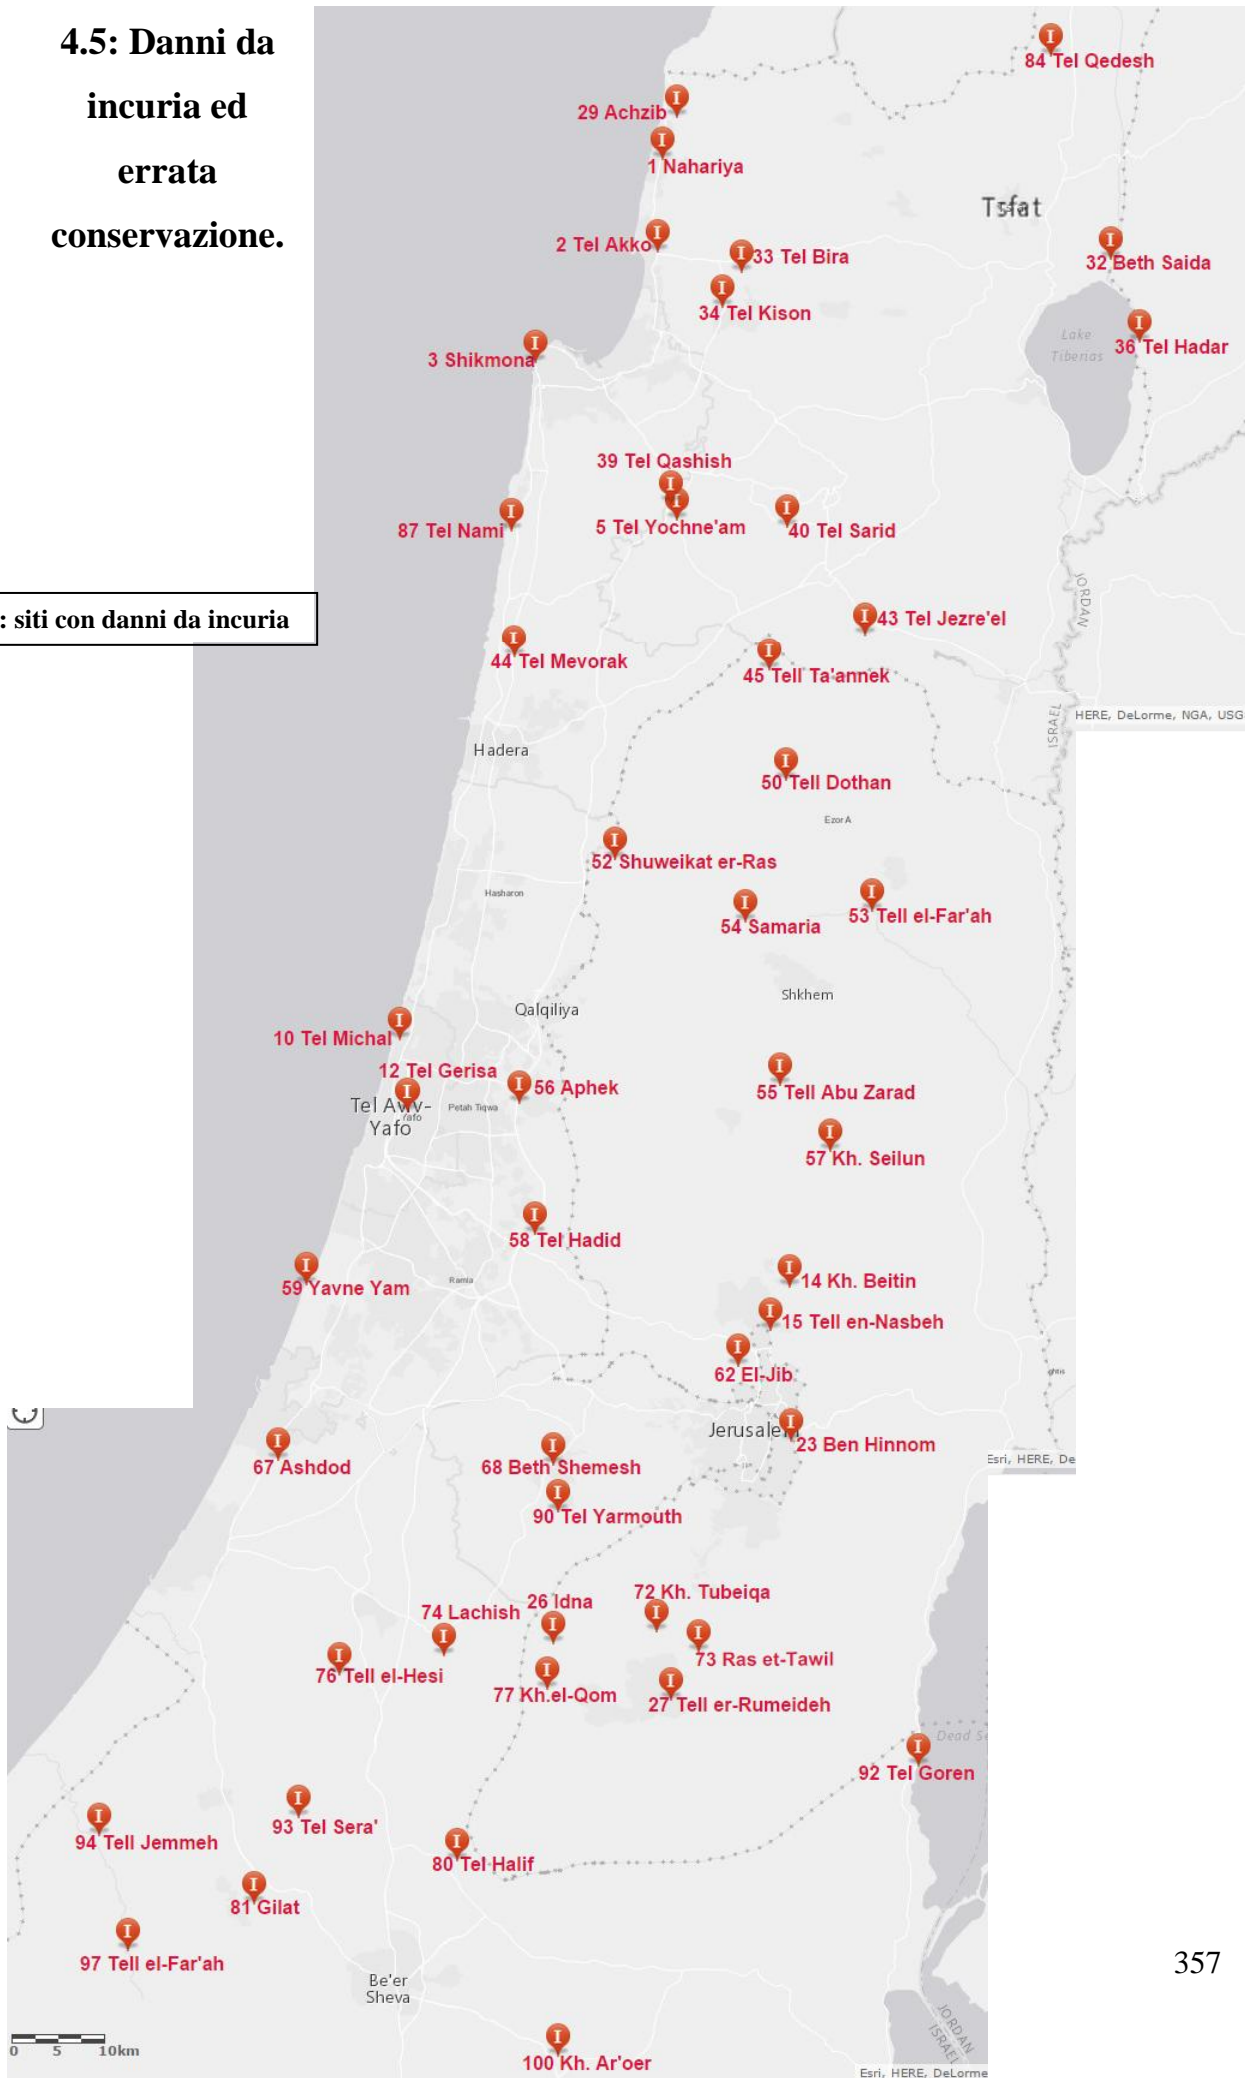 4.5: Danni da
incuria ed
errata
conservazione.
84 Tel Qedesh
29 Achzib
1 Nahariya
Tsfat
2 Tel Akko
33 Tel Bira
32 Beth Saida
34 Tel Kison
Lake
Tiberias
36 Tel Hadar
3 Shikmona
39 Tel Qashish
5 Tel Yochne'am
40 Tel Sarid
87 Tel Nami
JORDAN
ISRAEL
: siti con danni da incuria
43 Tel Jezre'el
44 Tel Mevorak
45 Tell Ta'annek
HERE, DeLorme, NGA, USG
Hadera
50 Tell Dothan
Ezor A
52 Shuweikat er-Ras
Hasharon
53 Tell el-Far'ah
54 Samaria
Shkhem
Qalqiliya
10 Tel Michal
12 Tel Gerisa
56 Aphek
55 Tell Abu Zarad
Tel Aviv-
Yafo
Yafo
Petah Tiqwa
57 Kh. Seilun
58 Tel Hadid
59 Yavne Yam
Ramla
14 Kh. Beitin
15 Tell en-Nasbeh
62 El-Jib
Jerusalem
23 Ben Hinnom
Esri, HERE, De
67 Ashdod
68 Beth Shemesh
90 Tel Yarmouth
72 Kh. Tubeiqa
26 Idna
74 Lachish
73 Ras et-Tawil
76 Tell el-Hesi
77 Kh.el-Qom
27 Tell er-Rumeideh
Dead S
92 Tel Goren
93 Tel Sera'
94 Tell Jemmeh
80 Tel Halif
81 Gilat
97 Tell el-Far'ah
357
Be'er
Sheva
JORDAN
ISRAEL
0 5 10km
100 Kh. Ar'oer
Esri, HERE, DeLorme